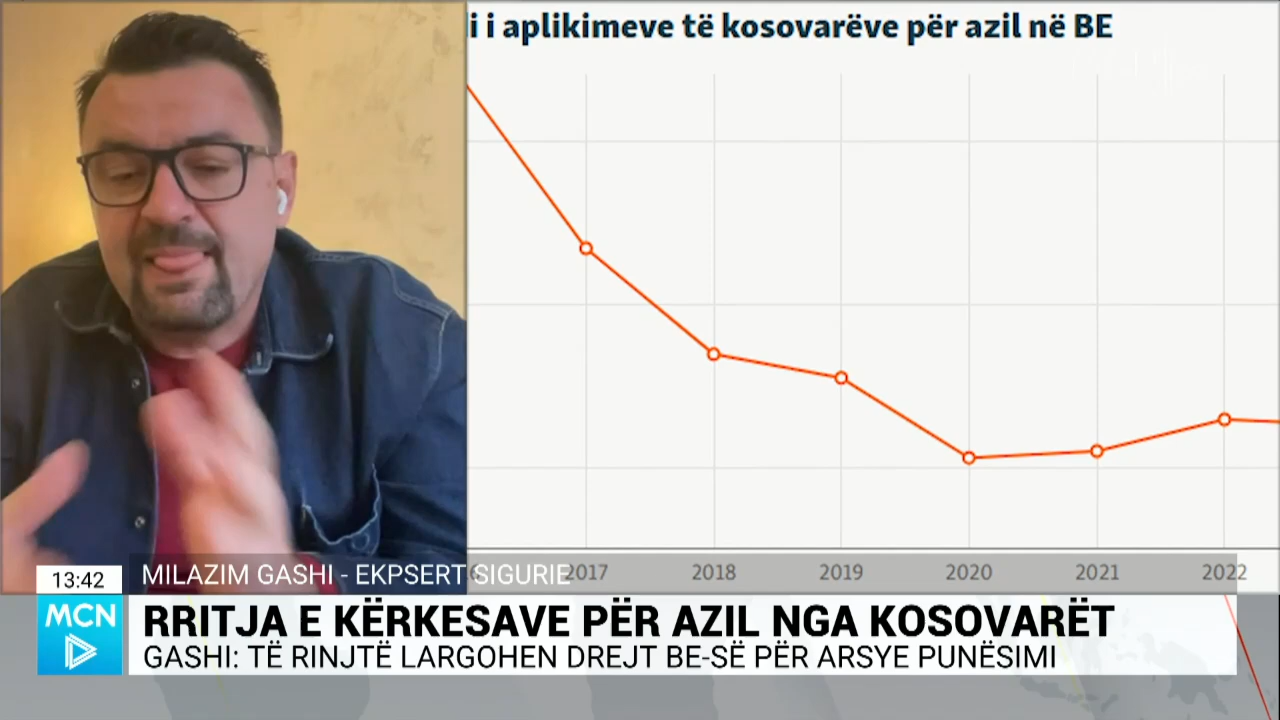 i i aplikimeve të kosovarëve për azil në BE
2017 2018 2019 2020 2021 2022
13:42
MILAZIM GASHI - EKPSERT SIGURIE
MCN
RRITJA E KËRKESAVE PËR AZIL NGA KOSOVARËT
GASHI: TË RINJTË LARGOHEN DREJT BE-SË PËR ARSYE PUNËSIMI